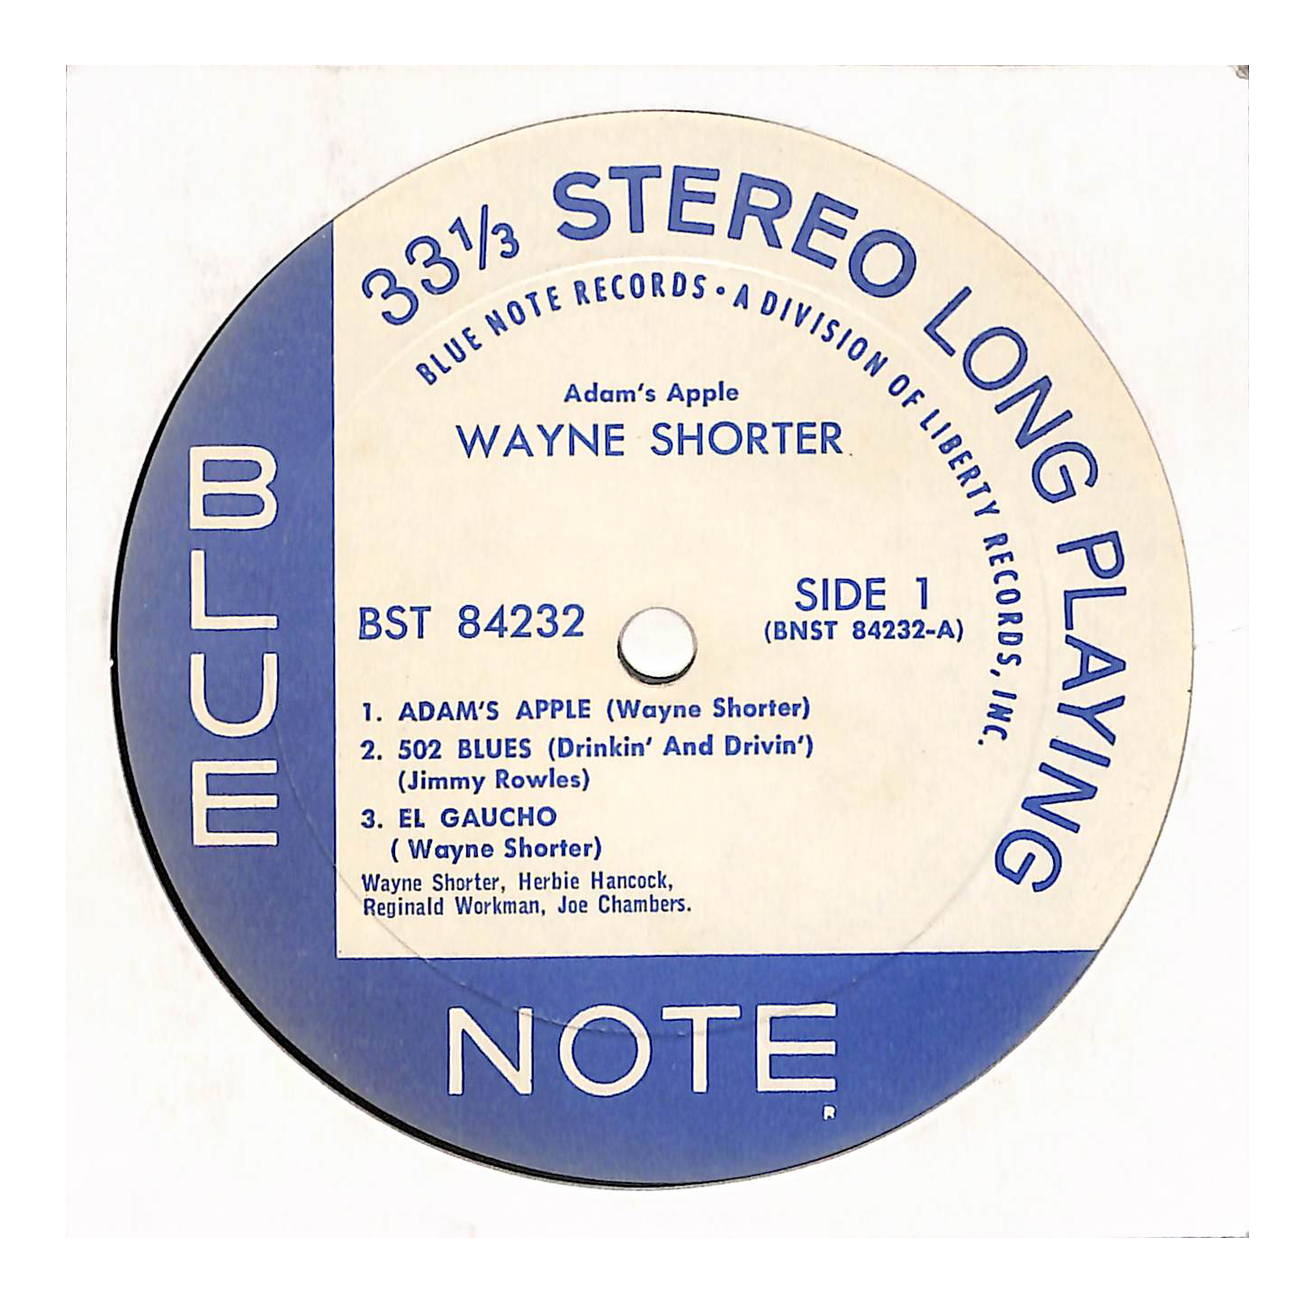 33⅓ STEREO LONG PLAYING
BLUE NOTE RECORDS • A DIVISION OF LIBERTY RECORDS, INC.
Adam's Apple
WAYNE SHORTER
BST 84232
SIDE 1
(BNST 84232-A)
1. ADAM'S APPLE (Wayne Shorter)
2. 502 BLUES (Drinkin' And Drivin')
(Jimmy Rowles)
3. EL GAUCHO
( Wayne Shorter)
Wayne Shorter, Herbie Hancock,
Reginald Workman, Joe Chambers.
BLUE
NOTE
R